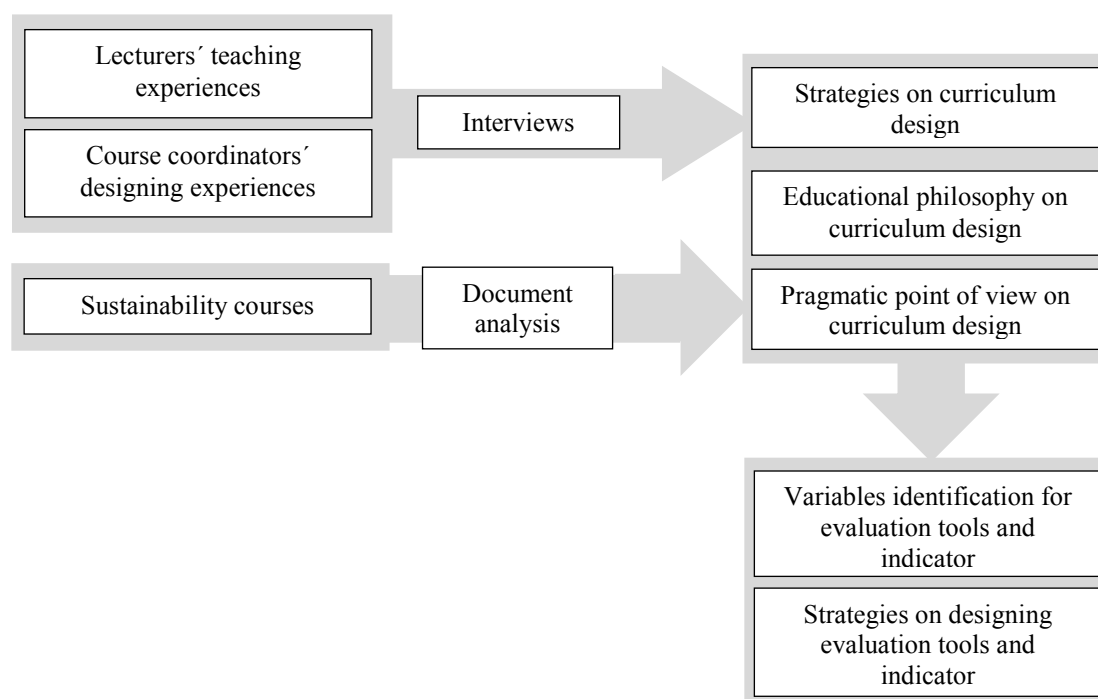 Lecturers´ teaching
experiences
Course coordinators´
designing experiences
Interviews
Strategies on curriculum
design
Educational philosophy on
curriculum design
Sustainability courses
Document
analysis
Pragmatic point of view on
curriculum design
Variables identification for
evaluation tools and
indicator
Strategies on designing
evaluation tools and
indicator